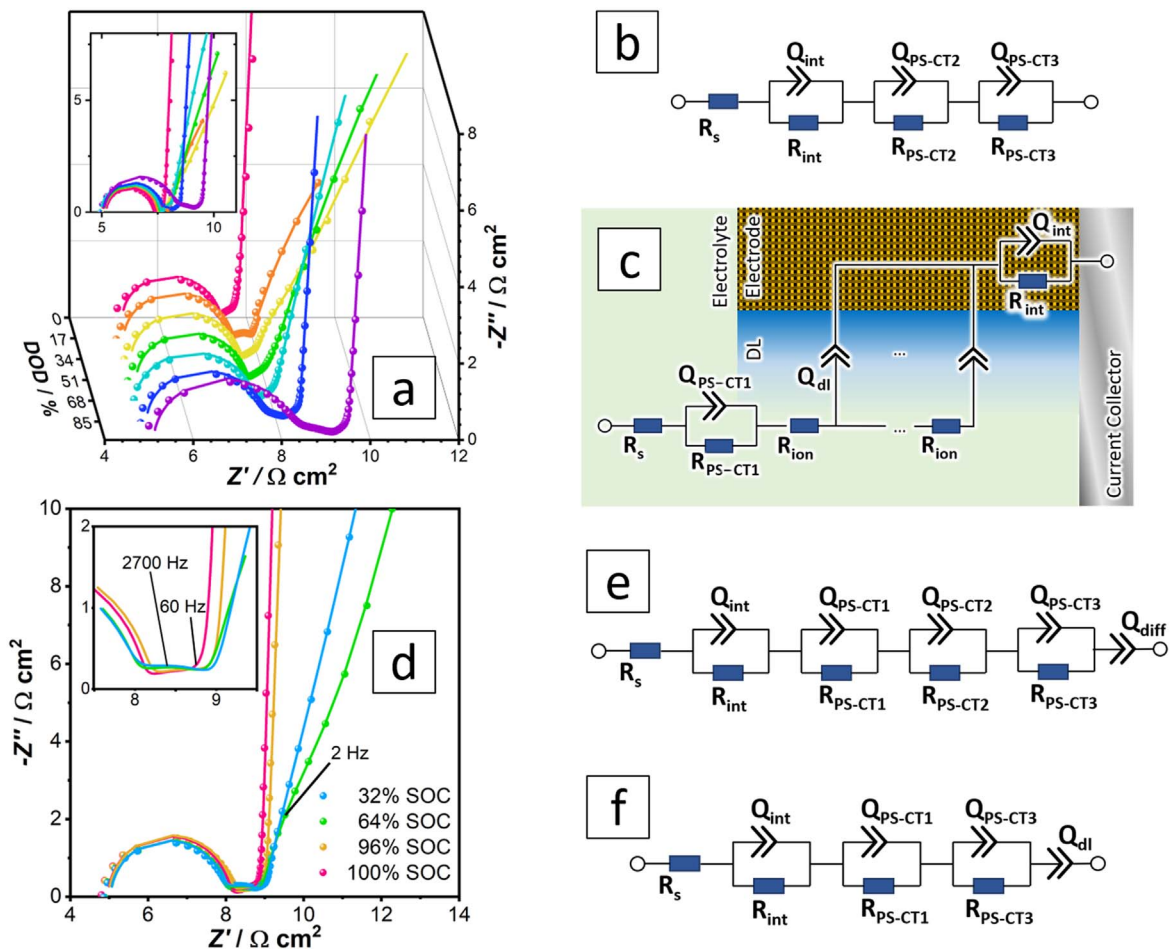 5
0
5
10
8
6
4
2
0
-Z″ / Ω cm²
0
17
34
51
68
85
% / DOD
4
6
8
10
12
Z′ / Ω cm²
a
b
Q_int
Q_PS-CT2
Q_PS-CT3
R_s
R_int
R_PS-CT2
R_PS-CT3
c
Electrolyte
Electrode
DL
Q_int
R_int
...
Q_dl
Q_PS–CT1
R_s
R_PS–CT1
R_ion
...
R_ion
Current Collector
d
10
8
6
4
2
0
-Z″ / Ω cm²
2
1
0
8
9
2700 Hz
60 Hz
2 Hz
32% SOC
64% SOC
96% SOC
100% SOC
4
6
8
10
12
14
Z′ / Ω cm²
e
Q_int
Q_PS-CT1
Q_PS-CT2
Q_PS-CT3
Q_diff
R_s
R_int
R_PS-CT1
R_PS-CT2
R_PS-CT3
f
Q_int
Q_PS-CT1
Q_PS-CT3
Q_dl
R_s
R_int
R_PS-CT1
R_PS-CT3